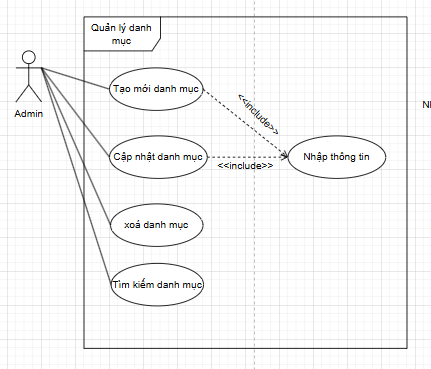 Quản lý danh
mục
Tạo mới danh mục
<<include>>
Admin
Cập nhật danh mục
<<include>>
Nhập thông tin
xoá danh mục
Tìm kiếm danh mục